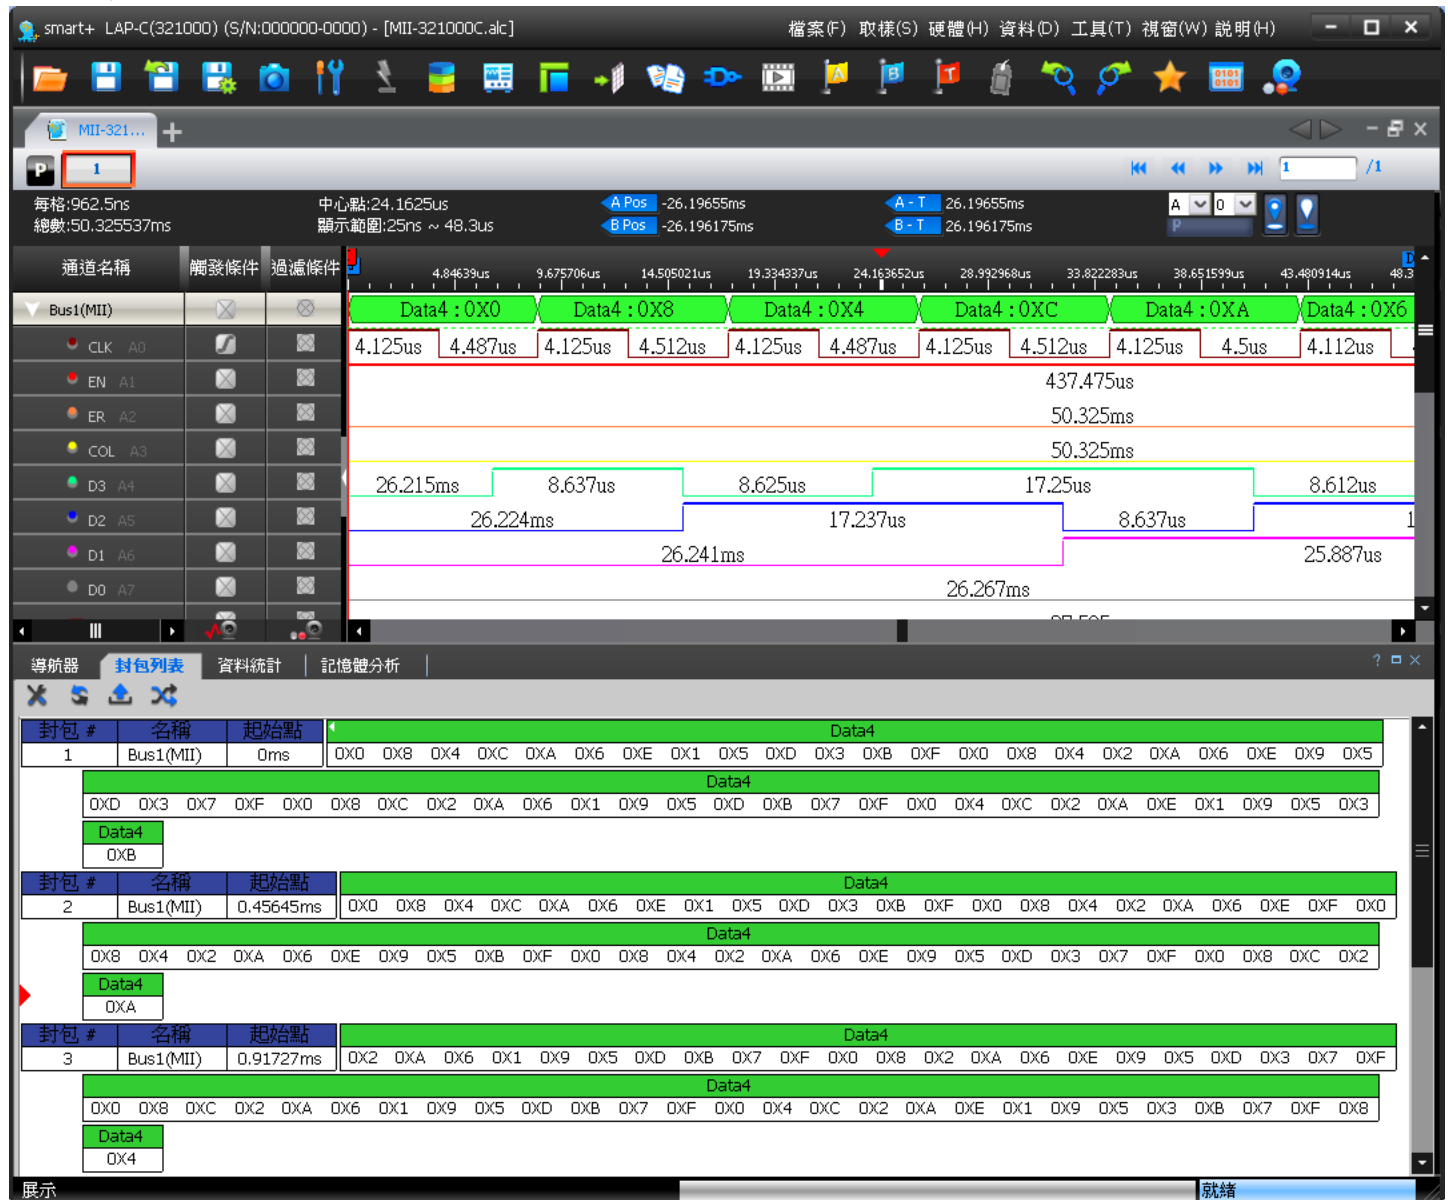 smart+ LAP-C(321000) (S/N:000000-0000) - [MII-321000C.alc] 檔案(F) 取樣(S) 硬體(H) 資料(D) 工具(T) 視窗(W) 説明(H)
A B T 0101 0101
MII-321...
P 1 1 /1
每格:962.5ns 中心點:24.1625us A Pos -26.19655ms A - T 26.19655ms A 0
總數:50.325537ms 顯示範圍:25ns ~ 48.3us B Pos -26.196175ms B - T 26.196175ms P
通道名稱 觸發條件 過濾條件 4.84639us 9.675706us 14.505021us 19.334337us 24.163652us 28.992968us 33.822283us 38.651599us 43.480914us 48.3
Bus1(MII) Data4:0X0 Data4:0X8 Data4:0X4 Data4:0XC Data4:0XA Data4:0X6
CLK A0 4.125us 4.487us 4.125us 4.512us 4.125us 4.487us 4.125us 4.512us 4.125us 4.5us 4.112us
EN A1 437.475us
ER A2 50.325ms
COL A3 50.325ms
D3 A4 26.215ms 8.637us 8.625us 17.25us 8.612us
D2 A5 26.224ms 17.237us 8.637us 1
D1 A6 26.241ms 25.887us
D0 A7 26.267ms
導航器 封包列表 資料統計 記憶體分析
封包 # 名稱 起始點 Data4
1 Bus1(MII) 0ms 0X0 0X8 0X4 0XC 0XA 0X6 0XE 0X1 0X5 0XD 0X3 0XB 0XF 0X0 0X8 0X4 0X2 0XA 0X6 0XE 0X9 0X5
Data4
0XD 0X3 0X7 0XF 0X0 0X8 0XC 0X2 0XA 0X6 0X1 0X9 0X5 0XD 0XB 0X7 0XF 0X0 0X4 0XC 0X2 0XA 0XE 0X1 0X9 0X5 0X3
Data4
0XB
封包 # 名稱 起始點 Data4
2 Bus1(MII) 0.45645ms 0X0 0X8 0X4 0XC 0XA 0X6 0XE 0X1 0X5 0XD 0X3 0XB 0XF 0X0 0X8 0X4 0X2 0XA 0X6 0XE 0XF 0X0
Data4
0X8 0X4 0X2 0XA 0X6 0XE 0X9 0X5 0XB 0XF 0X0 0X8 0X4 0X2 0XA 0X6 0XE 0X9 0X5 0XD 0X3 0X7 0XF 0X0 0X8 0XC 0X2
Data4
0XA
封包 # 名稱 起始點 Data4
3 Bus1(MII) 0.91727ms 0X2 0XA 0X6 0X1 0X9 0X5 0XD 0XB 0X7 0XF 0X0 0X8 0X2 0XA 0X6 0XE 0X9 0X5 0XD 0X3 0X7 0XF
Data4
0X0 0X8 0XC 0X2 0XA 0X6 0X1 0X9 0X5 0XD 0XB 0X7 0XF 0X0 0X4 0XC 0X2 0XA 0XE 0X1 0X9 0X5 0X3 0XB 0X7 0XF 0X8
Data4
0X4
展示 就緒